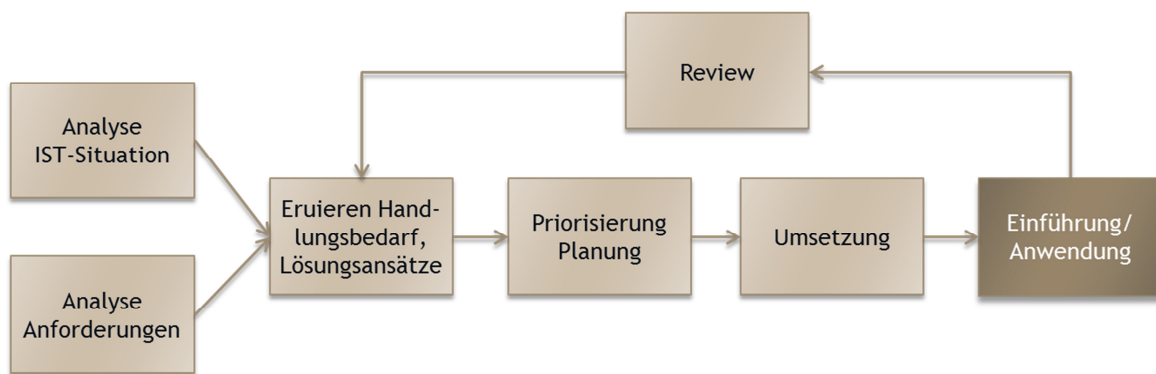 Review
Analyse
IST-Situation
Eruieren Hand-
lungsbedarf,
Lösungsansätze
Priorisierung
Planung
Umsetzung
Einführung/
Anwendung
Analyse
Anforderungen